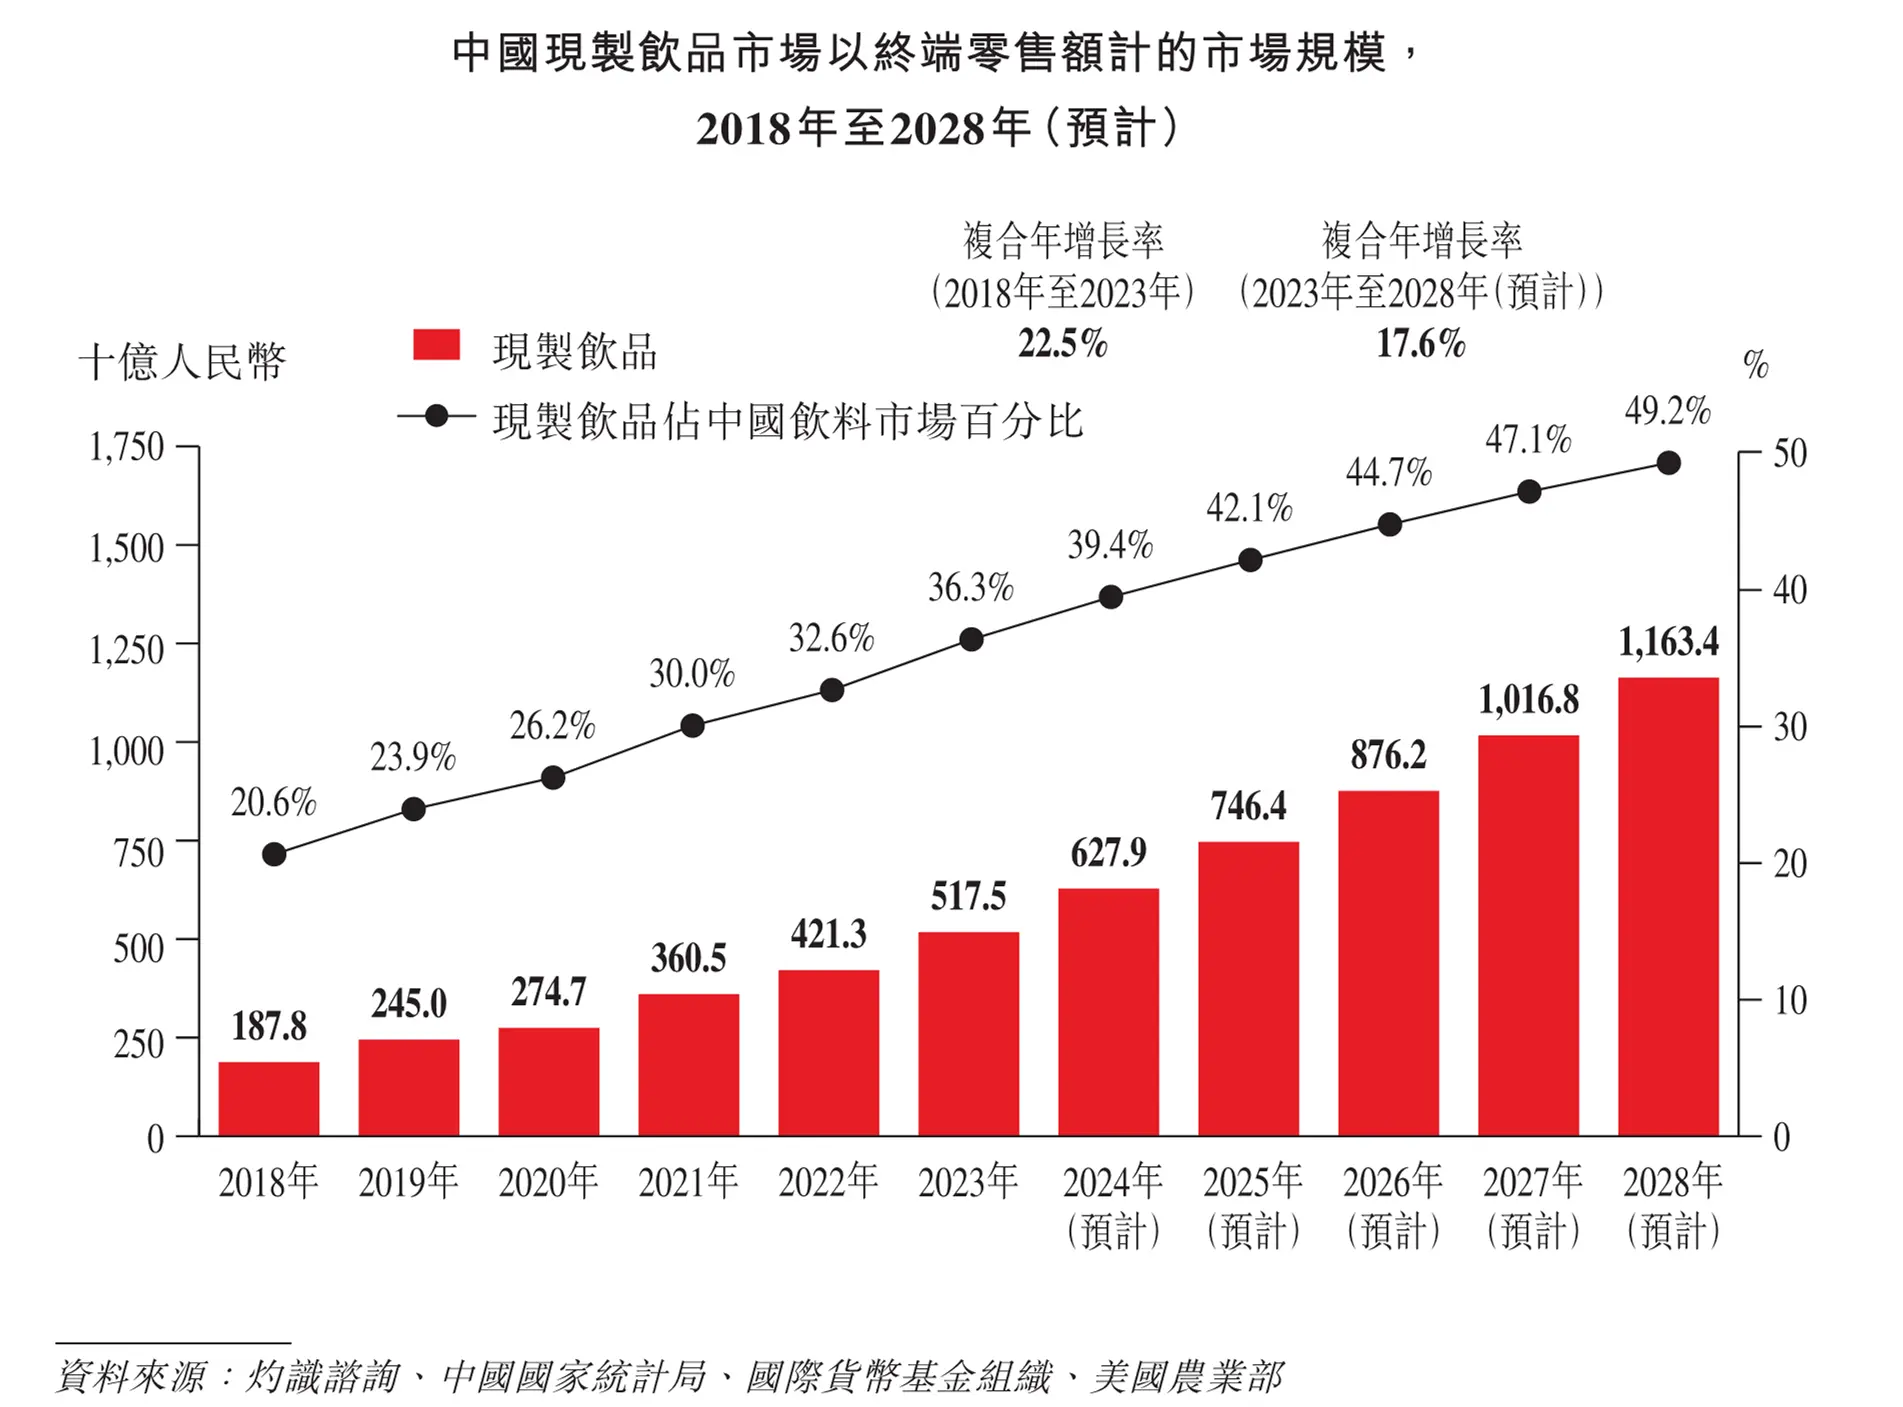 中國現製飲品市場以終端零售額計的市場規模，
2018年至2028年（預計）
複合年增長率
（2018年至2023年）
22.5%
複合年增長率
（2023年至2028年（預計））
17.6%
十億人民幣
現製飲品
%
現製飲品佔中國飲料市場百分比
1,750
1,500
1,250
1,000
750
500
250
0
50
40
30
20
10
0
20.6%
23.9%
26.2%
30.0%
32.6%
36.3%
39.4%
42.1%
44.7%
47.1%
49.2%
187.8
245.0
274.7
360.5
421.3
517.5
627.9
746.4
876.2
1,016.8
1,163.4
2018年
2019年
2020年
2021年
2022年
2023年
2024年
（預計）
2025年
（預計）
2026年
（預計）
2027年
（預計）
2028年
（預計）
資料來源：灼識諮詢、中國國家統計局、國際貨幣基金組織、美國農業部